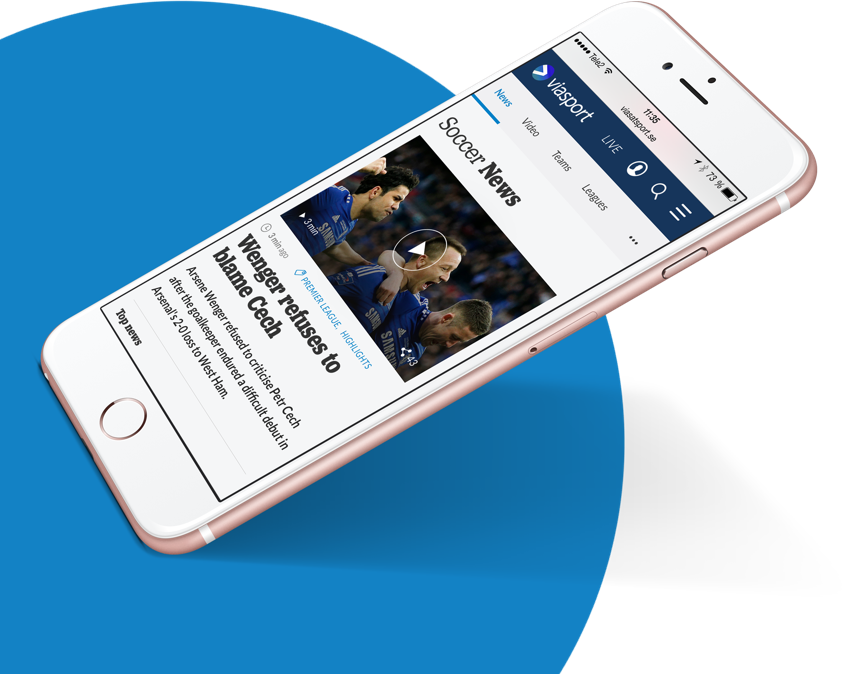 Tele2
11:35
73 %
viasatsport.se
viasport
LIVE
News
Video
Teams
Leagues
Soccer News
SAMSUNG
3 min
43
3 min ago
PREMIER LEAGUE, HIGHLIGHTS
Wenger refuses to
blame Cech
Arsene Wenger refused to criticise Petr Cech
after the goalkeeper endured a difficult debut in
Arsenal's 2-0 loss to West Ham.
Top news